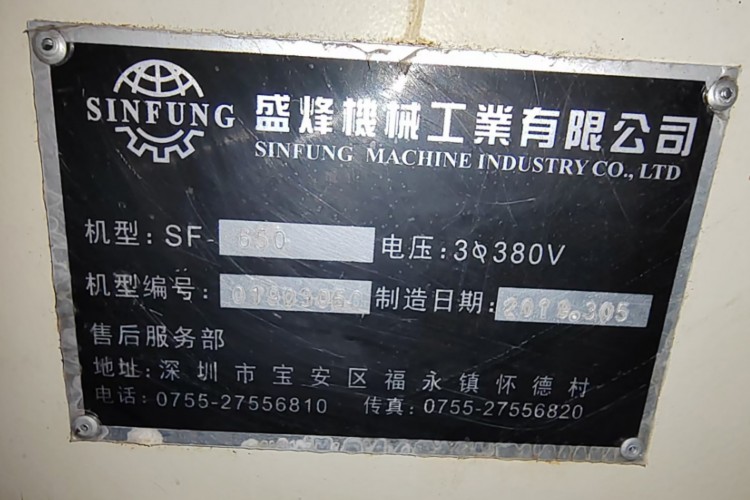 SINFUNG
盛烽機械工業有限公司
SINFUNG MACHINE INDUSTRY CO., LTD
机型: SF- 650 电压: 3φ380V
机型编号: 制造日期:
售后服务部
地址: 深圳市宝安区福永镇怀德村
电话: 0755-27556810 传真: 0755-27556820